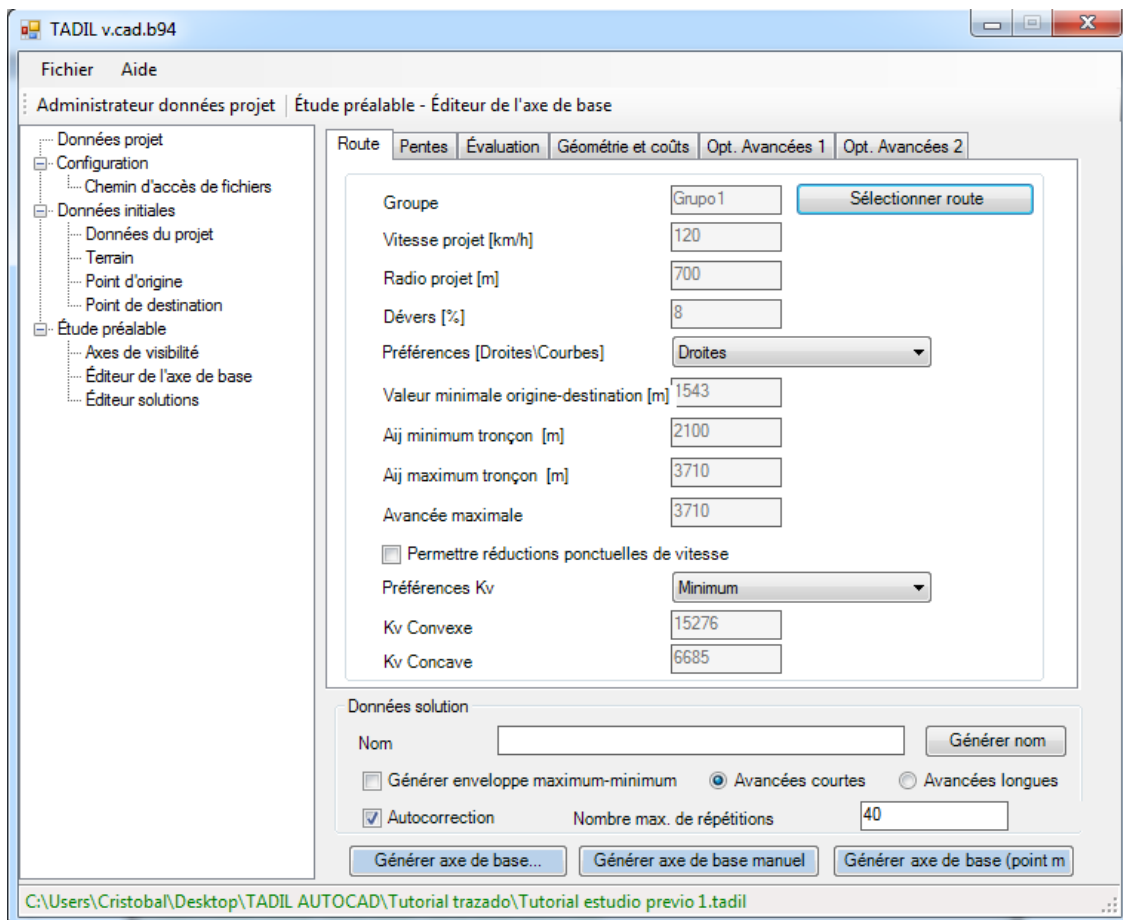 TADIL v.cad.b94
Fichier Aide
Administrateur données projet Étude préalable - Éditeur de l'axe de base
Données projet
Configuration
Chemin d'accès de fichiers
Données initiales
Données du projet
Terrain
Point d'origine
Point de destination
Étude préalable
Axes de visibilité
Éditeur de l'axe de base
Éditeur solutions
Route Pentes Évaluation Géométrie et coûts Opt. Avancées 1 Opt. Avancées 2
Groupe Grupo1 Sélectionner route
Vitesse projet [km/h] 120
Radio projet [m] 700
Dévers [%] 8
Préférences [Droites\Courbes] Droites
Valeur minimale origine-destination [m] 1543
Aij minimum tronçon [m] 2100
Aij maximum tronçon [m] 3710
Avancée maximale 3710
Permettre réductions ponctuelles de vitesse
Préférences Kv Minimum
Kv Convexe 15276
Kv Concave 6685
Données solution
Nom Générer nom
Générer enveloppe maximum-minimum Avancées courtes Avancées longues
Autocorrection Nombre max. de répétitions 40
Générer axe de base... Générer axe de base manuel Générer axe de base (point m
C:\Users\Cristobal\Desktop\TADIL AUTOCAD\Tutorial trazado\Tutorial estudio previo 1.tadil